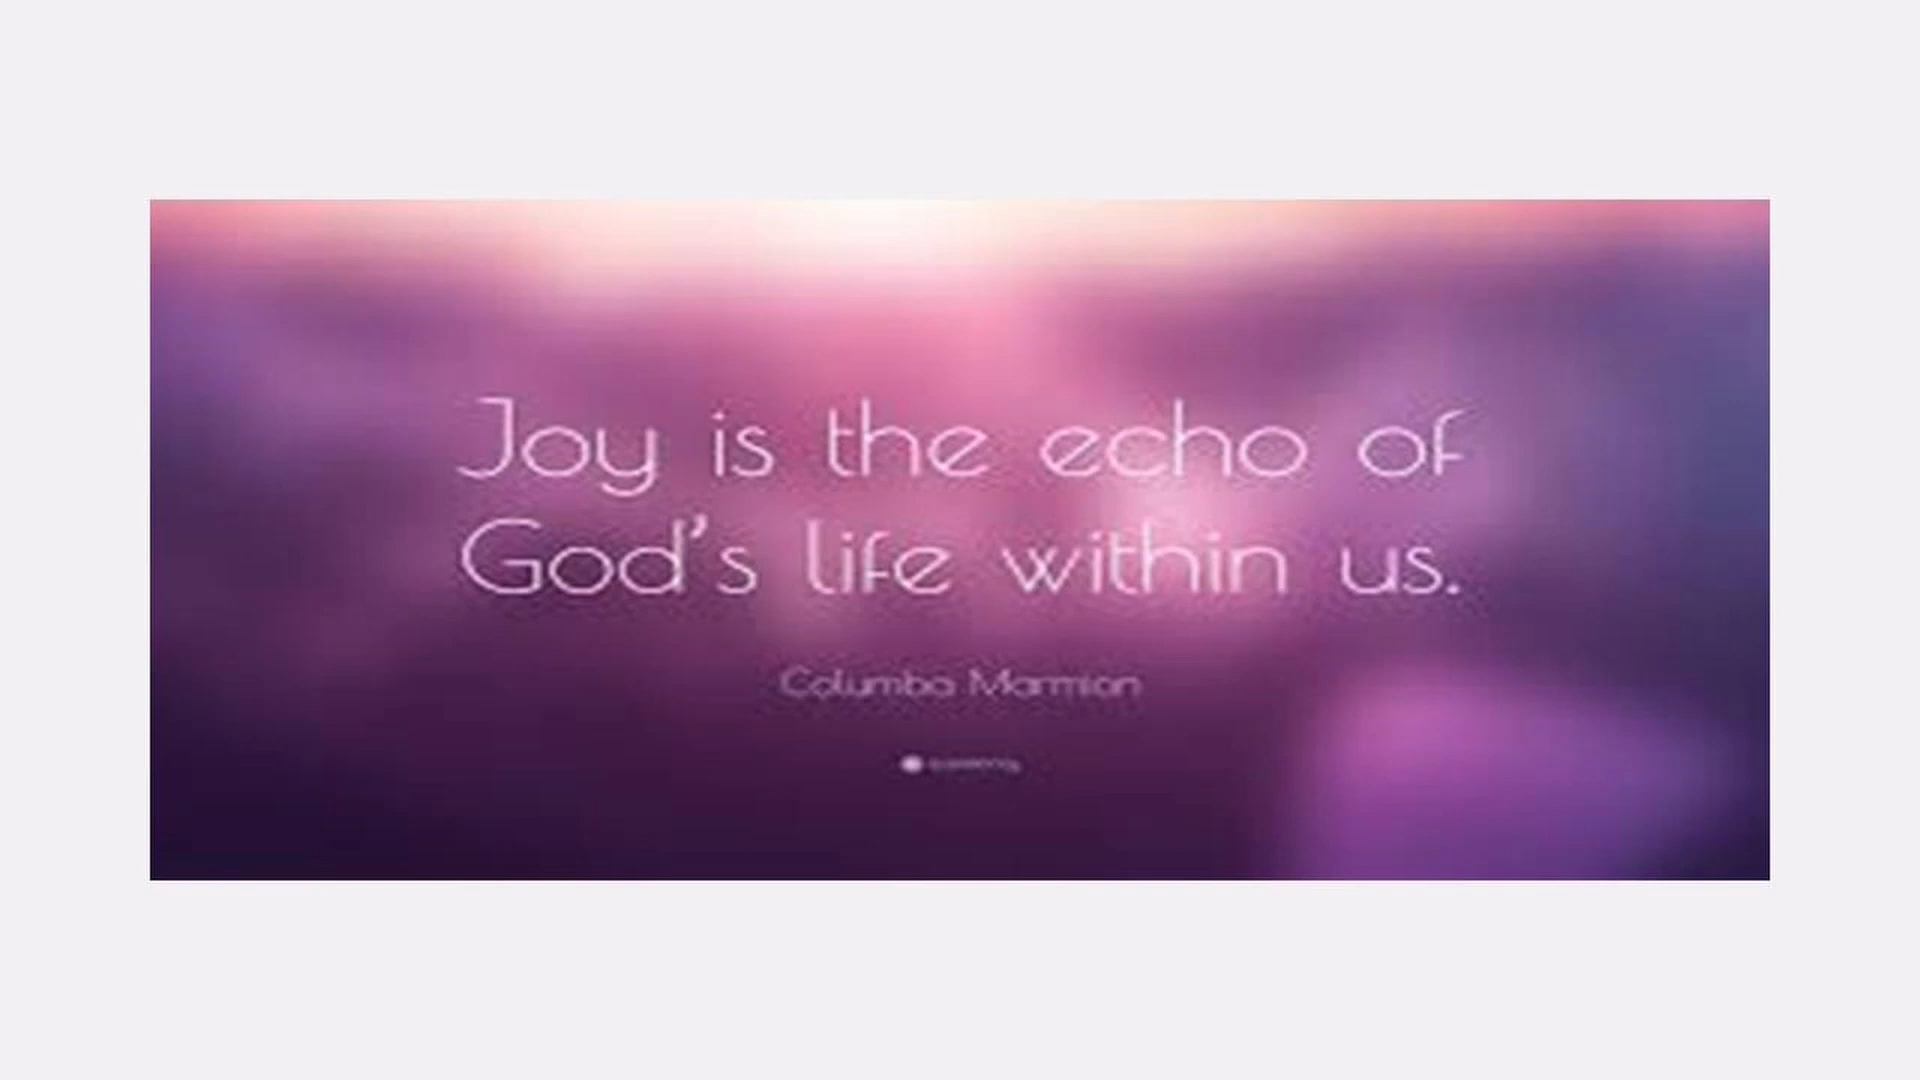 Joy is the echo of
God’s life within us.
Columba Marmion